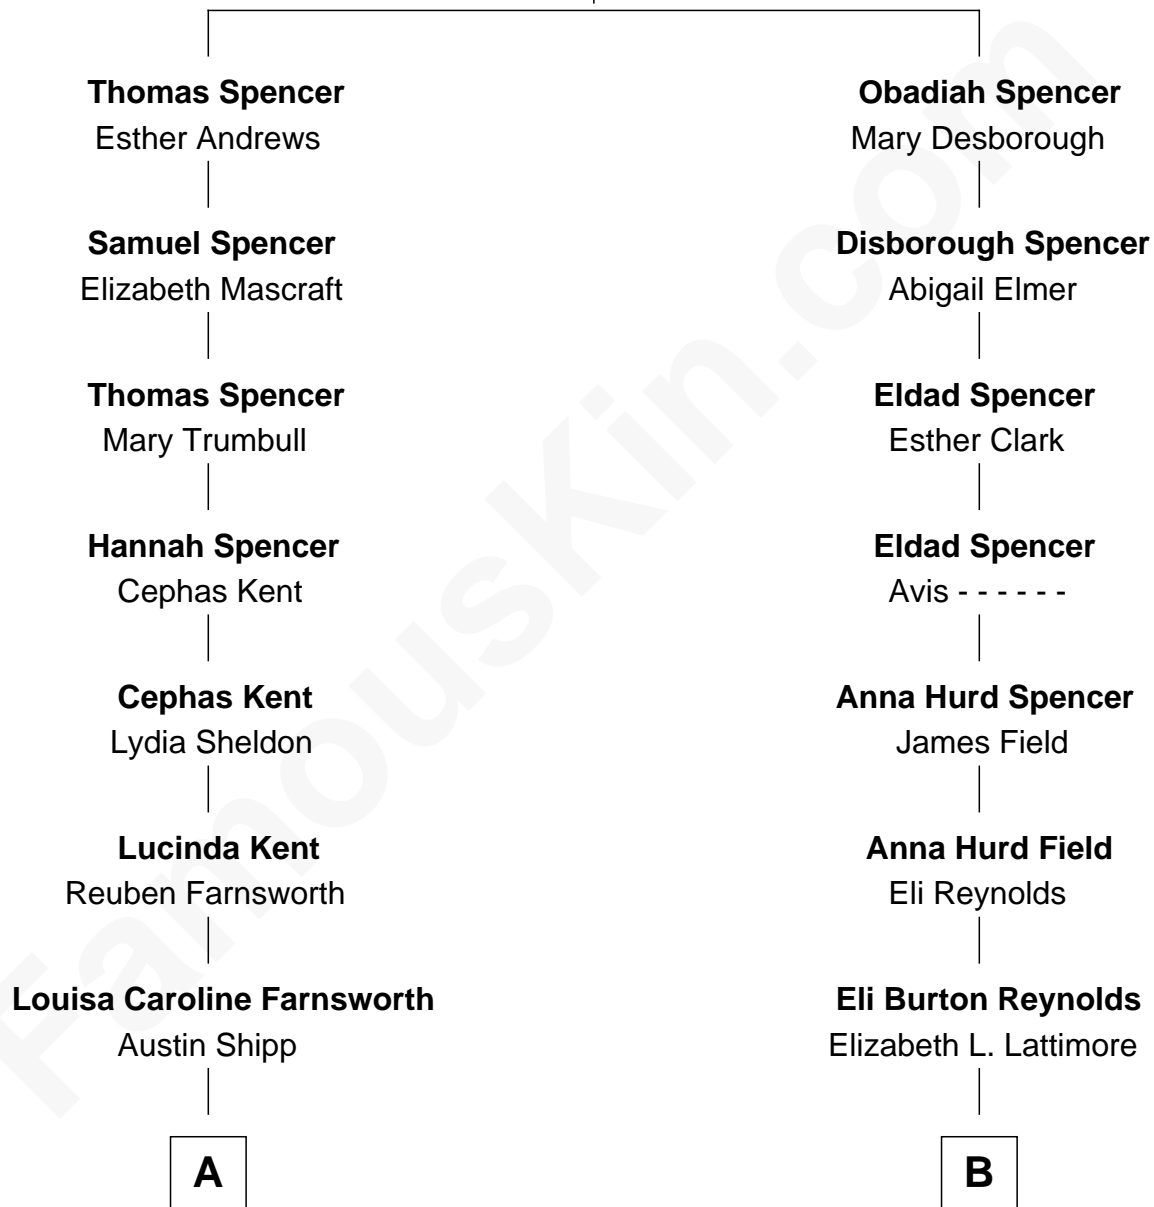 Thomas Spencer
Esther Andrews
Samuel Spencer
Elizabeth Mascraft
Thomas Spencer
Mary Trumbull
Hannah Spencer
Cephas Kent
Cephas Kent
Lydia Sheldon
Lucinda Kent
Reuben Farnsworth
Louisa Caroline Farnsworth
Austin Shipp
A
Obadiah Spencer
Mary Desborough
Disborough Spencer
Abigail Elmer
Eldad Spencer
Esther Clark
Eldad Spencer
Avis - - - - - -
Anna Hurd Spencer
James Field
Anna Hurd Field
Eli Reynolds
Eli Burton Reynolds
Elizabeth L. Lattimore
B
FamousKin.com